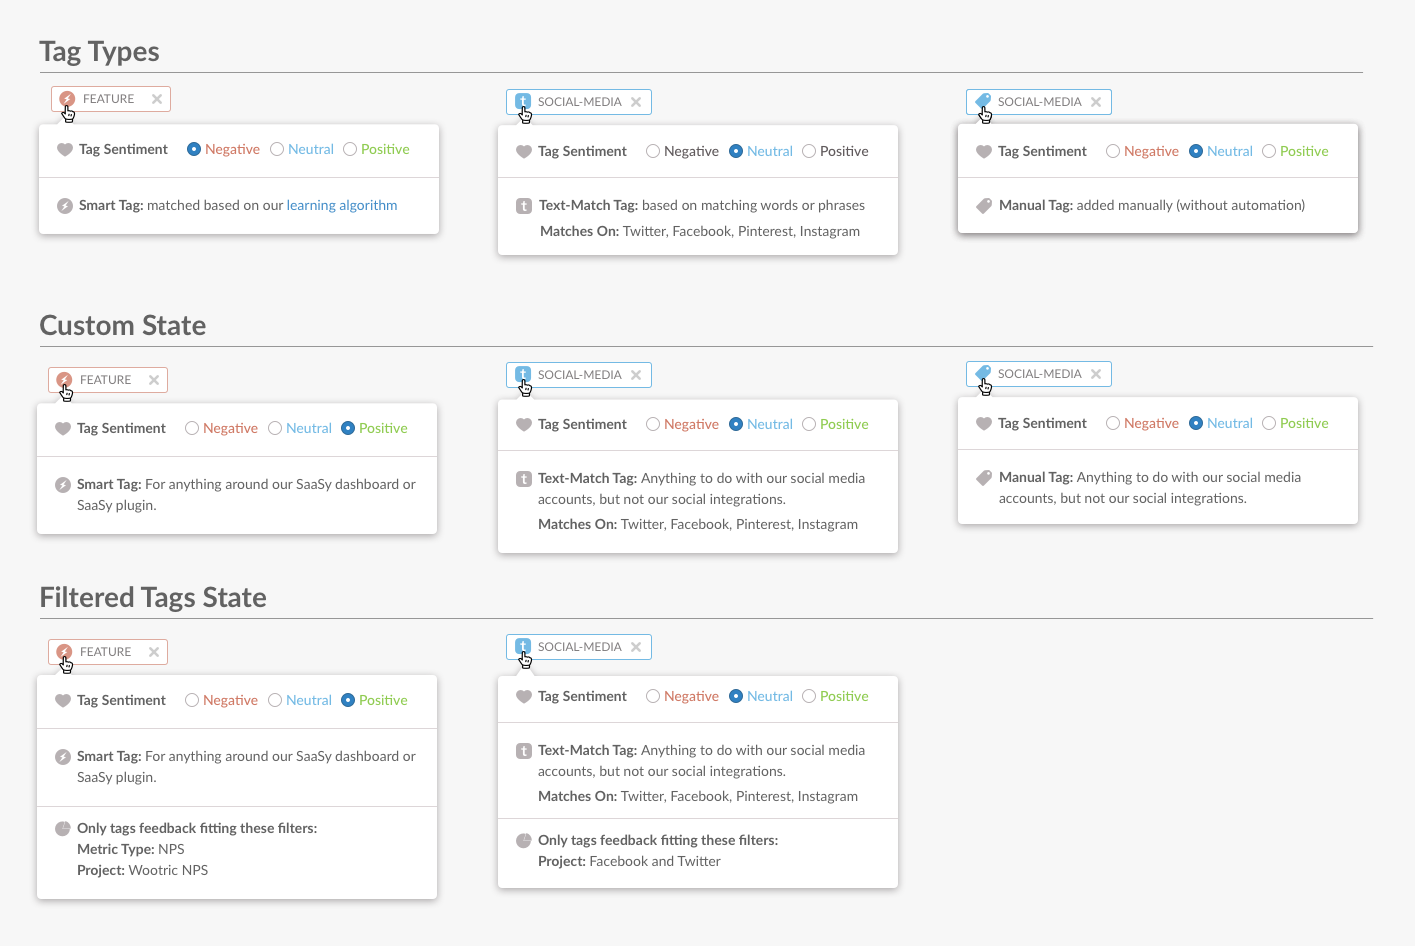 Tag Types
FEATURE
Tag Sentiment Negative Neutral Positive
Smart Tag: matched based on our learning algorithm
t SOCIAL-MEDIA
Tag Sentiment Negative Neutral Positive
t Text-Match Tag: based on matching words or phrases
Matches On: Twitter, Facebook, Pinterest, Instagram
SOCIAL-MEDIA
Tag Sentiment Negative Neutral Positive
Manual Tag: added manually (without automation)
Custom State
FEATURE
Tag Sentiment Negative Neutral Positive
Smart Tag: For anything around our SaaSy dashboard or
SaaSy plugin.
t SOCIAL-MEDIA
Tag Sentiment Negative Neutral Positive
t Text-Match Tag: Anything to do with our social media
accounts, but not our social integrations.
Matches On: Twitter, Facebook, Pinterest, Instagram
SOCIAL-MEDIA
Tag Sentiment Negative Neutral Positive
Manual Tag: Anything to do with our social media
accounts, but not our social integrations.
Filtered Tags State
FEATURE
Tag Sentiment Negative Neutral Positive
Smart Tag: For anything around our SaaSy dashboard or
SaaSy plugin.
Only tags feedback fitting these filters:
Metric Type: NPS
Project: Wootric NPS
t SOCIAL-MEDIA
Tag Sentiment Negative Neutral Positive
t Text-Match Tag: Anything to do with our social media
accounts, but not our social integrations.
Matches On: Twitter, Facebook, Pinterest, Instagram
Only tags feedback fitting these filters:
Project: Facebook and Twitter